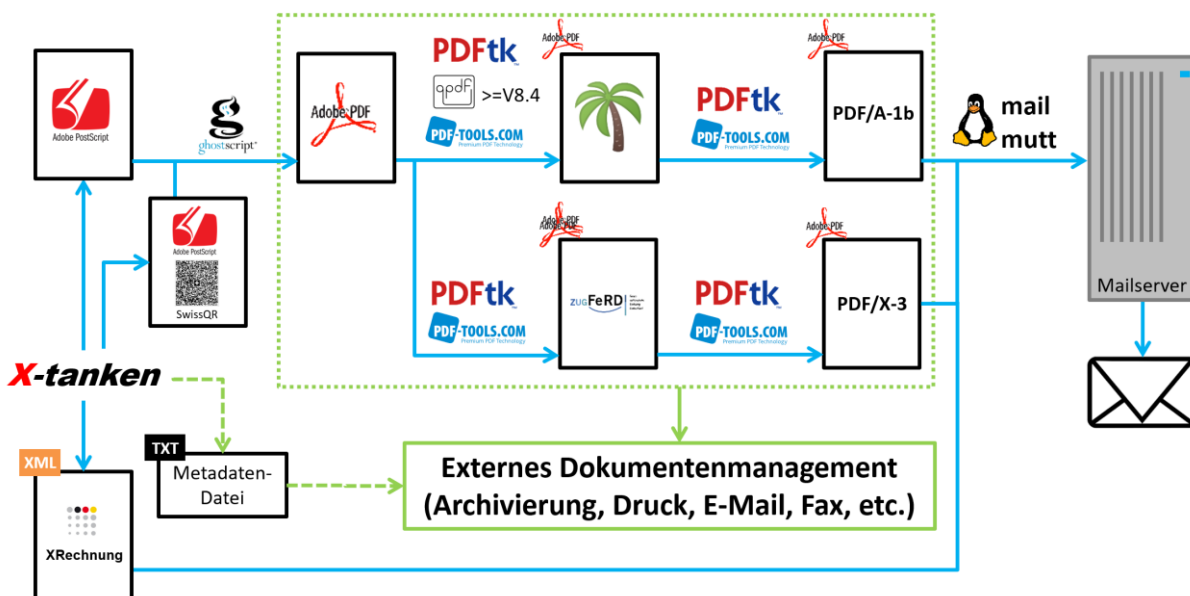 Adobe PostScript
ghostscript
Adobe PDF
PDFtk
qpdf >=V8.4
PDF-TOOLS.COM
Premium PDF Technology
Adobe PDF
PDFtk
PDF-TOOLS.COM
Premium PDF Technology
Adobe PDF
PDF/A-1b
mail
mutt
Mailserver
Adobe PostScript
SwissQR
PDFtk
PDF-TOOLS.COM
Premium PDF Technology
Adobe PDF
Adobe PDF
ZUGFeRD
PDFtk
PDF-TOOLS.COM
Premium PDF Technology
Adobe PDF
PDF/X-3
X-tanken
TXT
Metadaten-
Datei
Externes Dokumentenmanagement
(Archivierung, Druck, E-Mail, Fax, etc.)
XML
XRechnung